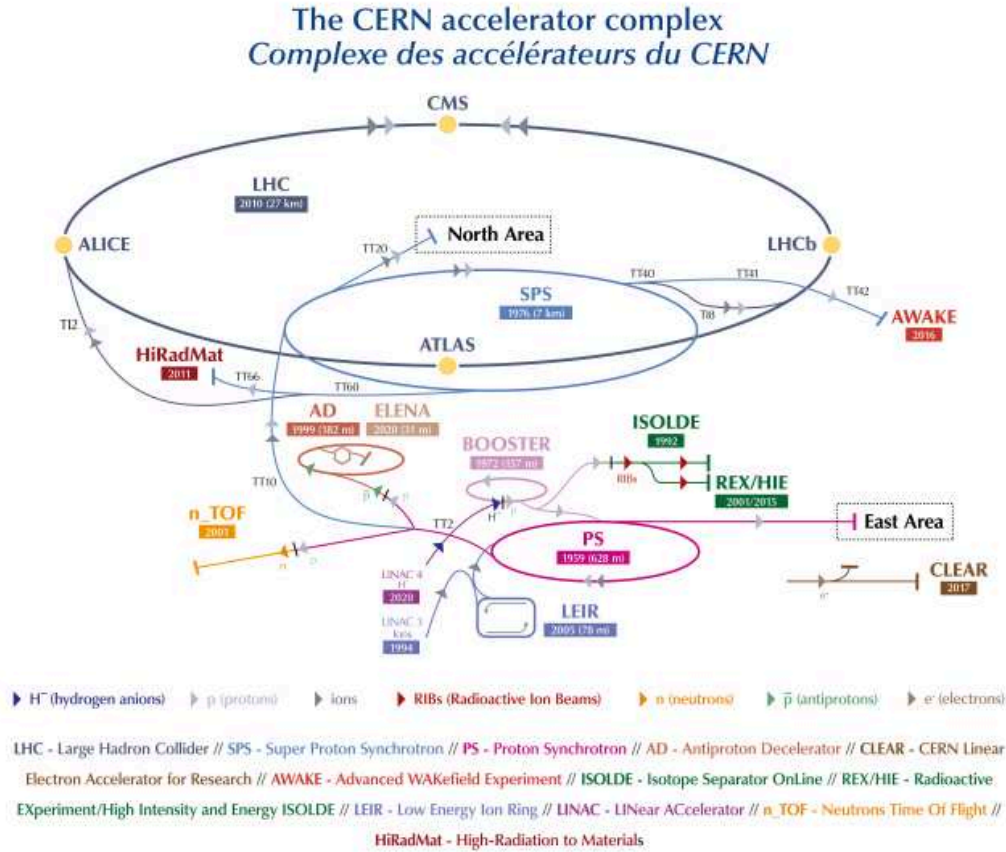 The CERN accelerator complex
Complexe des accélérateurs du CERN
CMS
LHC
2010 (27 km)
ALICE
TT20
North Area
LHCb
TT40
TT41
SPS
1976 (7 km)
TI8
TT42
AWAKE
2016
TI2
ATLAS
HiRadMat
2011
TT66
TT60
AD
1999 (182 m)
ELENA
2020 (31 m)
ISOLDE
1992
BOOSTER
1972 (157 m)
RIBs
REX/HIE
2001/2015
TT10
p
p
n_TOF
2001
TT2
H-
p
East Area
PS
1959 (628 m)
n
p
LINAC 4
H
2020
CLEAR
2017
e-
LINAC 3
Ions
1994
LEIR
2005 (78 m)
H⁻ (hydrogen anions)
p (protons)
ions
RIBs (Radioactive Ion Beams)
n (neutrons)
p̅ (antiprotons)
e⁻ (electrons)
LHC - Large Hadron Collider // SPS - Super Proton Synchrotron // PS - Proton Synchrotron // AD - Antiproton Decelerator // CLEAR - CERN Linear
Electron Accelerator for Research // AWAKE - Advanced WAKefield Experiment // ISOLDE - Isotope Separator OnLine // REX/HIE - Radioactive
EXperiment/High Intensity and Energy ISOLDE // LEIR - Low Energy Ion Ring // LINAC - LINear ACcelerator // n_TOF - Neutrons Time Of Flight //
HiRadMat - High-Radiation to Materials